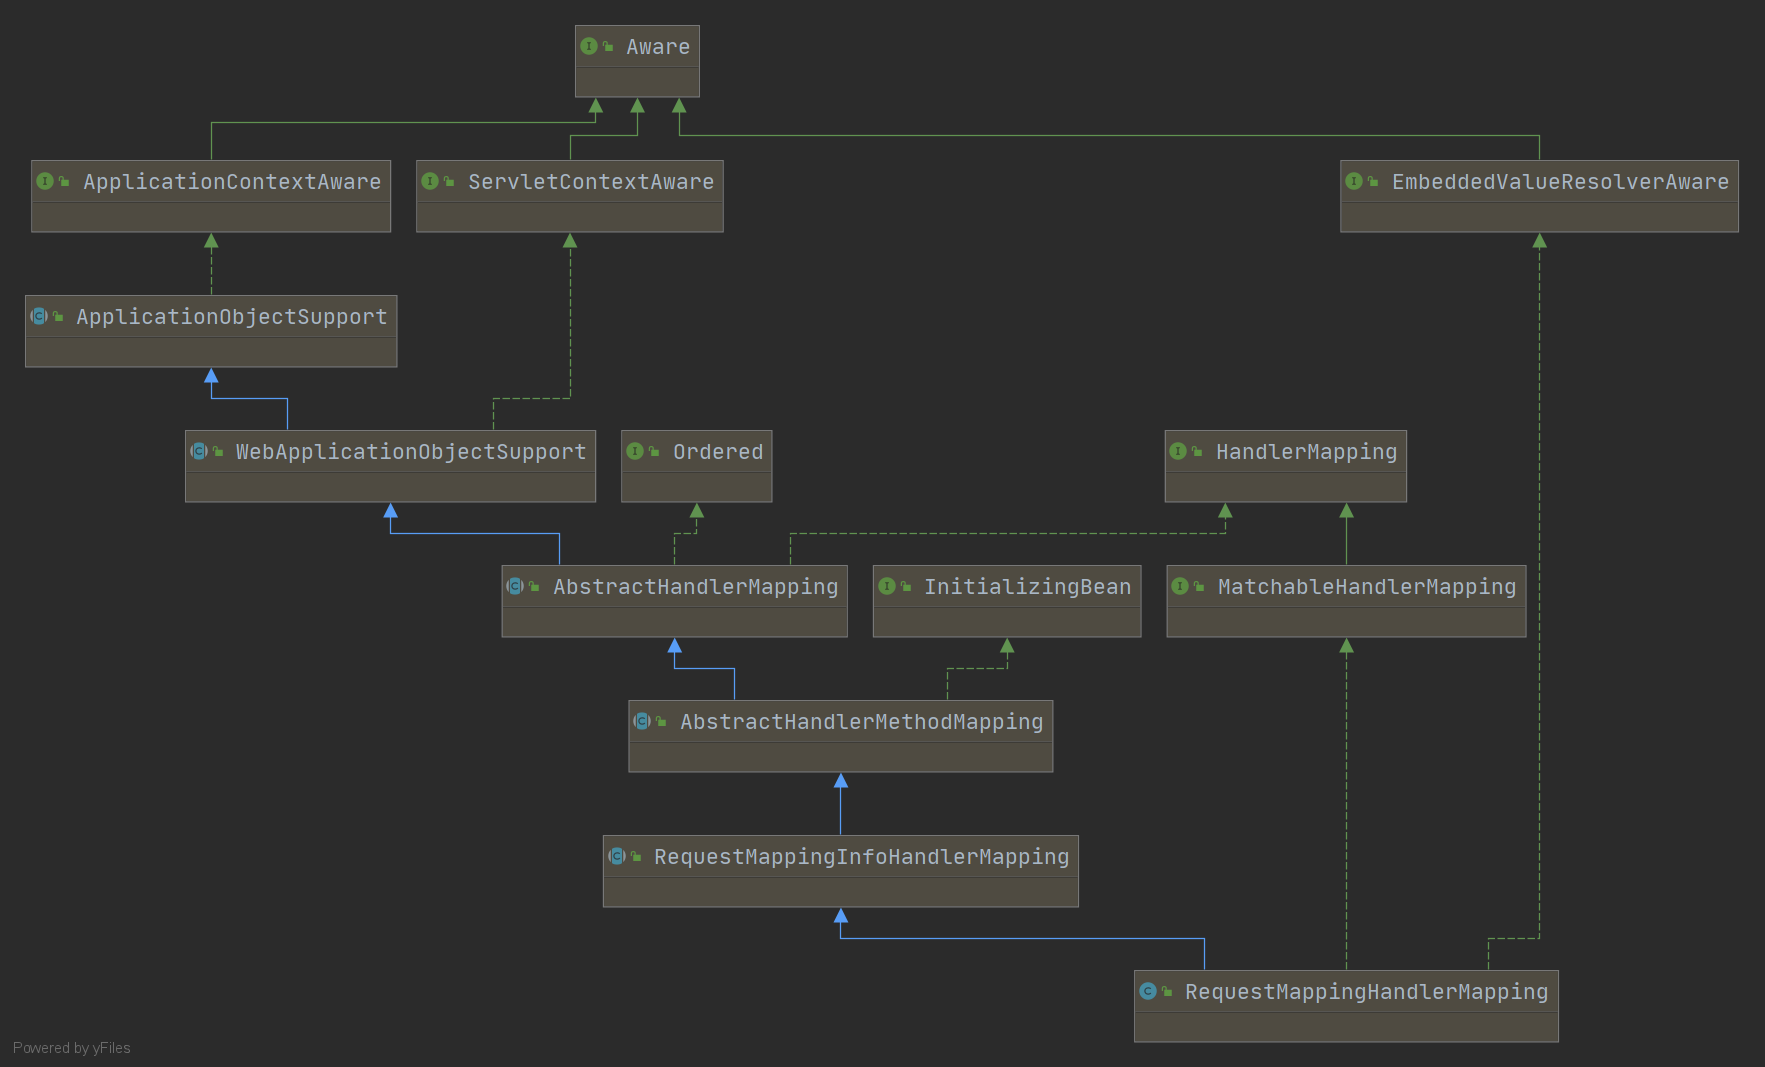 Aware
ApplicationContextAware
ServletContextAware
EmbeddedValueResolverAware
ApplicationObjectSupport
WebApplicationObjectSupport
Ordered
HandlerMapping
AbstractHandlerMapping
InitializingBean
MatchableHandlerMapping
AbstractHandlerMethodMapping
RequestMappingInfoHandlerMapping
RequestMappingHandlerMapping
Powered by yFiles